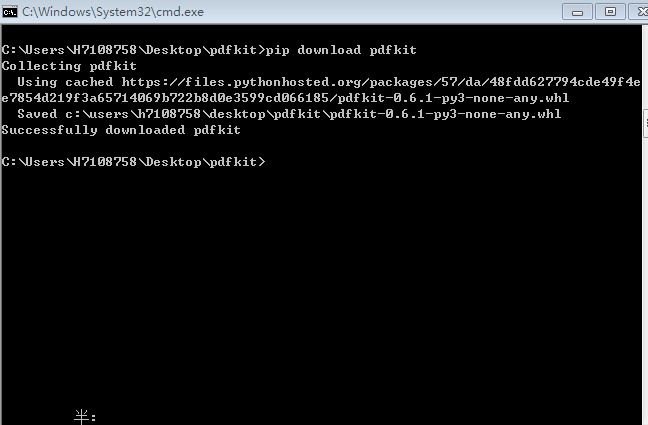 C:\Windows\System32\cmd.exe
C:\Users\H7108758\Desktop\pdfkit>pip download pdfkit
Collecting pdfkit
  Using cached https://files.pythonhosted.org/packages/57/da/48fdd627794cde49f4e
e7854d219f3a65714069b722b8d0e3599cd066185/pdfkit-0.6.1-py3-none-any.whl
  Saved c:\users\h7108758\desktop\pdfkit\pdfkit-0.6.1-py3-none-any.whl
Successfully downloaded pdfkit
C:\Users\H7108758\Desktop\pdfkit>
半: